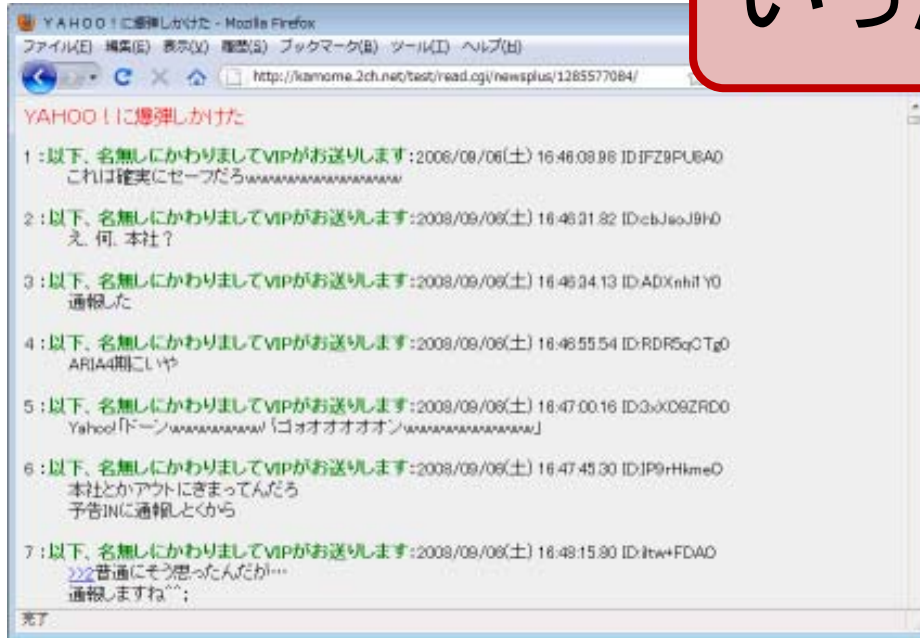 YAHOO!に爆弾しかけた - Mozilla Firefox
いつ
ファイル(F) 編集(E) 表示(V) 履歴(S) ブックマーク(B) ツール(T) ヘルプ(H)
http://kamome.2ch.net/test/read.cgi/newsplus/1285577084/
YAHOO!に爆弾しかけた
1:以下、名無しにかわりましてVIPがお送りします:2008/09/06(土) 16:46:08.98 ID:IFZ9PU8A0
これは確実にセーフだろwwwwwwwwwwwwwwww
2:以下、名無しにかわりましてVIPがお送りします:2008/09/06(土) 16:46:31.82 ID:cbJsoJ9h0
え、何、本社?
3:以下、名無しにかわりましてVIPがお送りします:2008/09/06(土) 16:46:34.13 ID:ADXnhi1Y0
通報した
4:以下、名無しにかわりましてVIPがお送りします:2008/09/06(土) 16:46:55.54 ID:RDR5qCTg0
ARIA4期にいや
5:以下、名無しにかわりましてVIPがお送りします:2008/09/06(土) 16:47:00.16 ID:3xXO9ZRD0
Yahoo!「ドーンwwwwwwwwww バゴォオオオオオンwwwwwwwwwwwww」
6:以下、名無しにかわりましてVIPがお送りします:2008/09/06(土) 16:47:45.30 ID:IP9rHkmeO
本社とかアウトにきまってんだろ
予告INに通報しとくから
7:以下、名無しにかわりましてVIPがお送りします:2008/09/06(土) 16:48:15.80 ID:iltw+FDAO
>>2普通にそう思ったんだが…
通報しますね^^;
完了